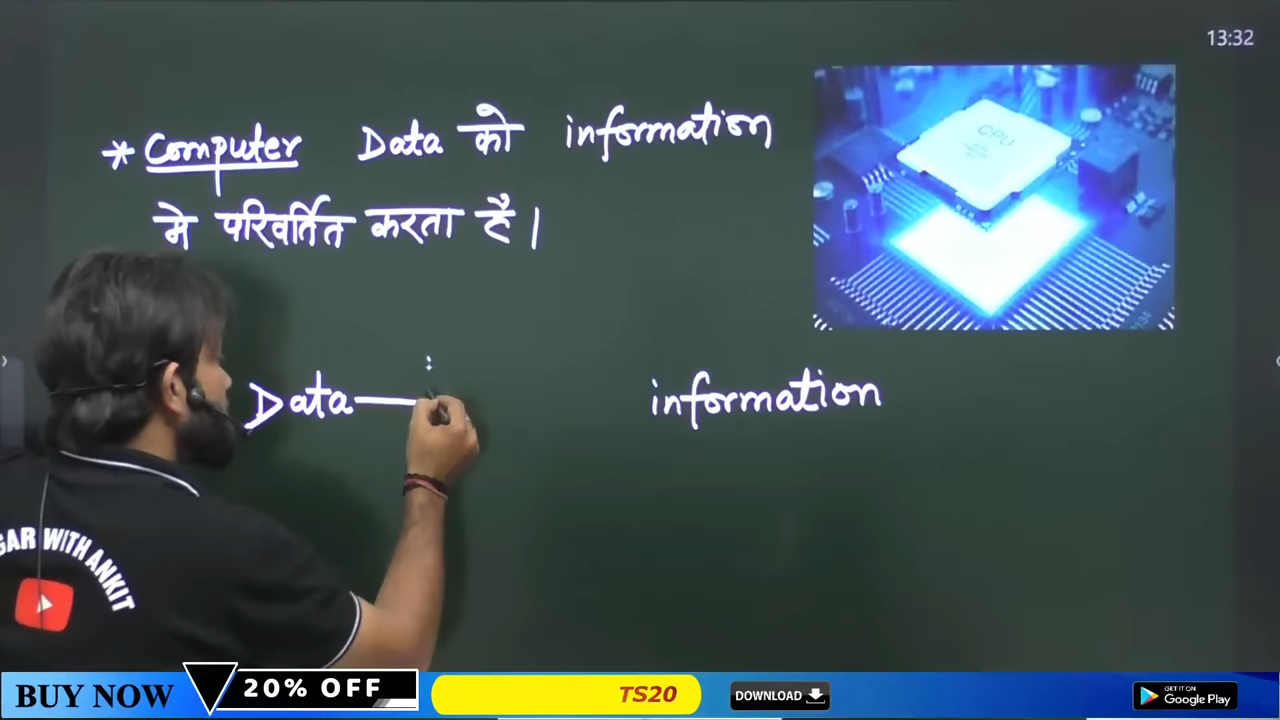 13:32
* Computer Data को information
मे परिवर्तित करता है।
CPU
Data information
GAR WITH ANKIT
BUY NOW 20% OFF TS20 DOWNLOAD GET IT ON Google Play